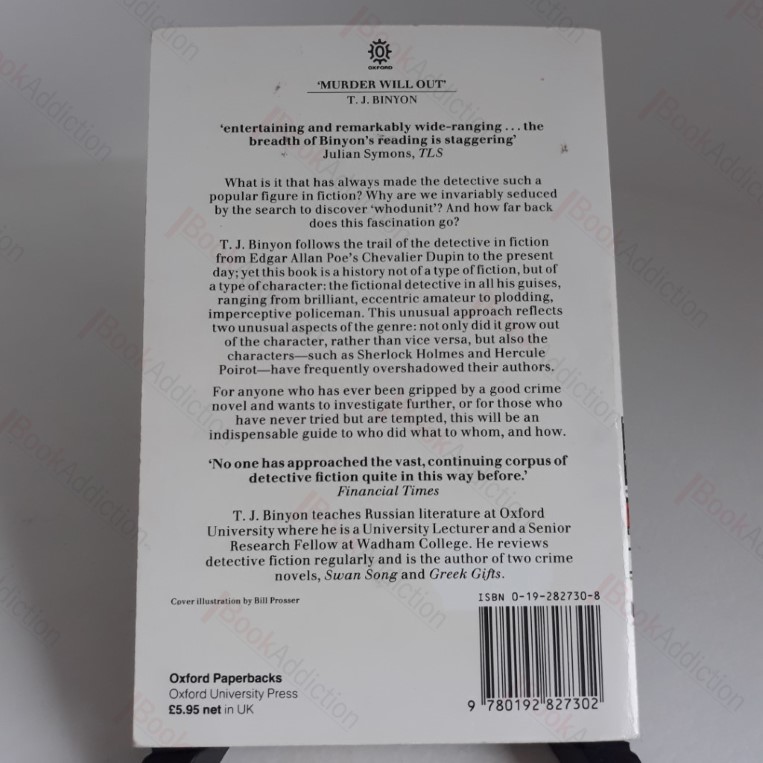 OXFORD
'MURDER WILL OUT'
T. J. BINYON
'entertaining and remarkably wide-ranging . . . the
breadth of Binyon's reading is staggering'
Julian Symons, TLS
What is it that has always made the detective such a
popular figure in fiction? Why are we invariably seduced
by the search to discover 'whodunit'? And how far back
does this fascination go?
T. J. Binyon follows the trail of the detective in fiction
from Edgar Allan Poe's Chevalier Dupin to the present
day; yet this book is a history not of a type of fiction, but of
a type of character: the fictional detective in all his guises,
ranging from brilliant, eccentric amateur to plodding,
imperceptive policeman. This unusual approach reflects
two unusual aspects of the genre: not only did it grow out
of the character, rather than vice versa, but also the
characters—such as Sherlock Holmes and Hercule
Poirot—have frequently overshadowed their authors.
For anyone who has ever been gripped by a good crime
novel and wants to investigate further, or for those who
have never tried but are tempted, this will be an
indispensable guide to who did what to whom, and how.
'No one has approached the vast, continuing corpus of
detective fiction quite in this way before.'
Financial Times
T. J. Binyon teaches Russian literature at Oxford
University where he is a University Lecturer and a Senior
Research Fellow at Wadham College. He reviews
detective fiction regularly and is the author of two crime
novels, Swan Song and Greek Gifts.
Cover illustration by Bill Prosser
ISBN 0-19-282730-8
9 780192 827302
Oxford Paperbacks
Oxford University Press
£5.95 net in UK
BookAddiction